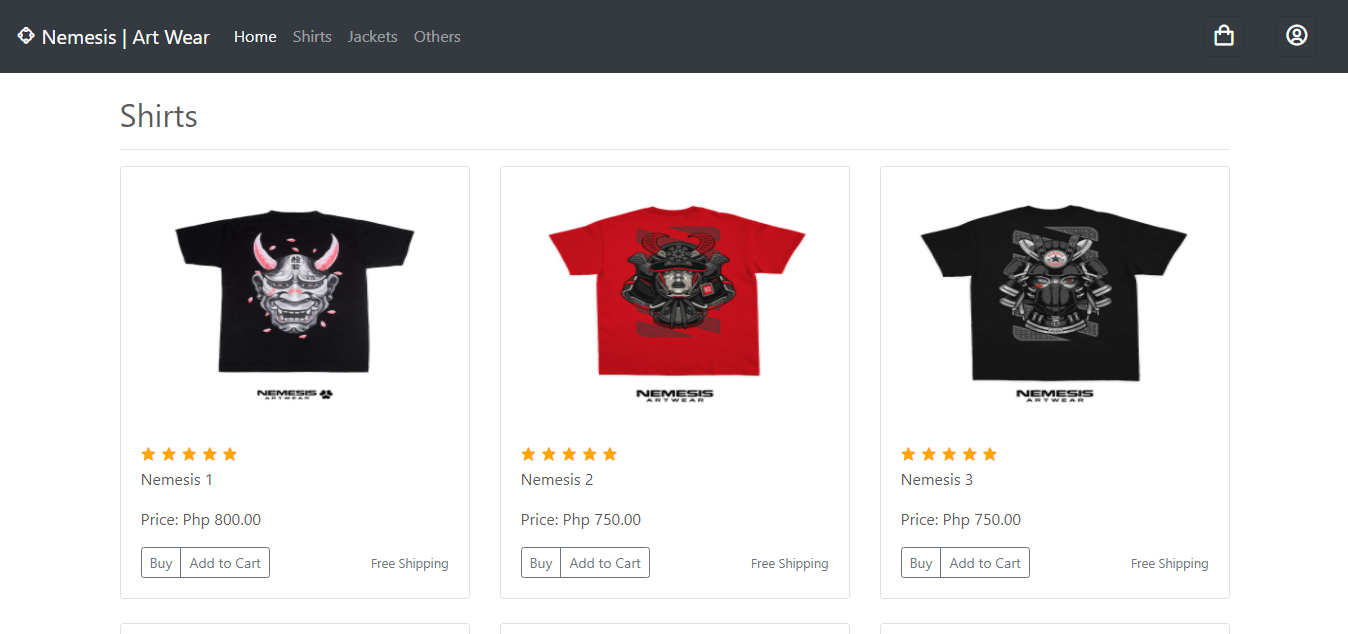 Nemesis | Art Wear Home Shirts Jackets Others
Shirts
NEMESIS
ARTWEAR
NEMESIS
ARTWEAR
NEMESIS
ARTWEAR
Nemesis 1
Price: Php 800.00
Buy Add to Cart Free Shipping
Nemesis 2
Price: Php 750.00
Buy Add to Cart Free Shipping
Nemesis 3
Price: Php 750.00
Buy Add to Cart Free Shipping